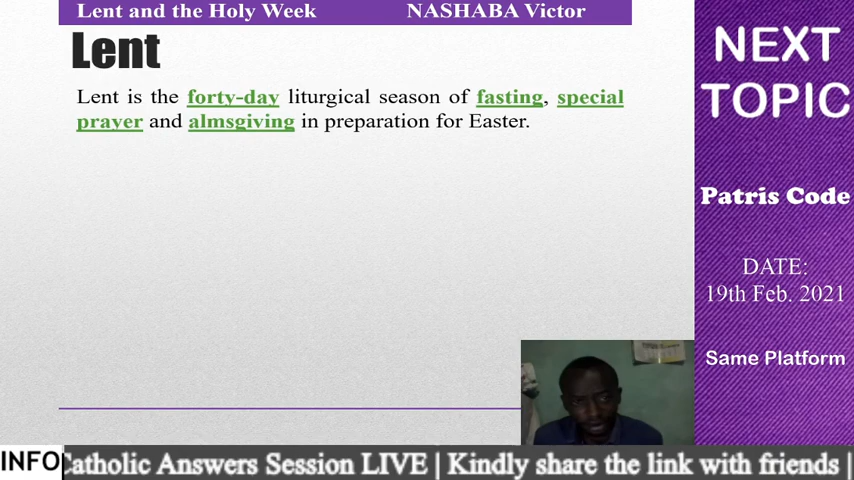 Lent and the Holy Week NASHABA Victor
Lent
Lent is the forty-day liturgical season of fasting, special
prayer and almsgiving in preparation for Easter.
NEXT
TOPIC
Patris Code
DATE:
19th Feb, 2021
Same Platform
INFO Catholic Answers Session LIVE | Kindly share the link with friends |